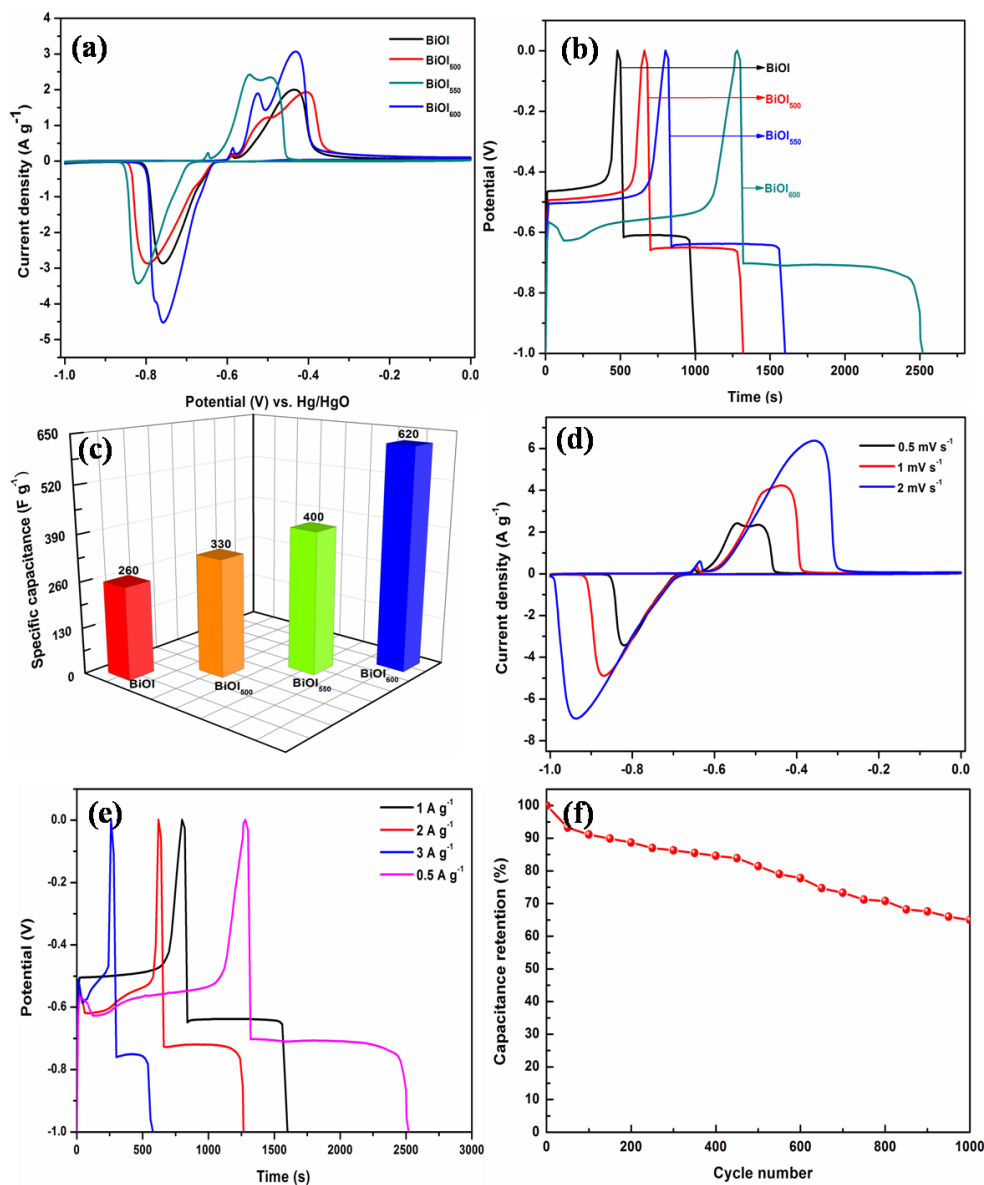 (a)
BiOI
BiOI500
BiOI550
BiOI600
4
3
2
1
0
-1
-2
-3
-4
-5
Current density (A g-1)
-1.0 -0.8 -0.6 -0.4 -0.2 0.0
Potential (V) vs. Hg/HgO
(b)
BiOI
BiOI500
BiOI550
BiOI600
0.0
-0.2
-0.4
-0.6
-0.8
-1.0
Potential (V)
0 500 1000 1500 2000 2500
Time (s)
(c)
650
520
390
260
130
0
Specific capacitance (F g-1)
260
330
400
620
BiOI
BiOI500
BiOI550
BiOI600
(d)
0.5 mV s-1
1 mV s-1
2 mV s-1
6
4
2
0
-2
-4
-6
-8
Current density (A g-1)
-1.0 -0.8 -0.6 -0.4 -0.2 0.0
(e)
1 A g-1
2 A g-1
3 A g-1
0.5 A g-1
0.0
-0.2
-0.4
-0.6
-0.8
-1.0
Potential (V)
0 500 1000 1500 2000 2500 3000
Time (s)
(f)
100
90
80
70
60
50
40
30
20
10
0
Capacitance retention (%)
0 200 400 600 800 1000
Cycle number